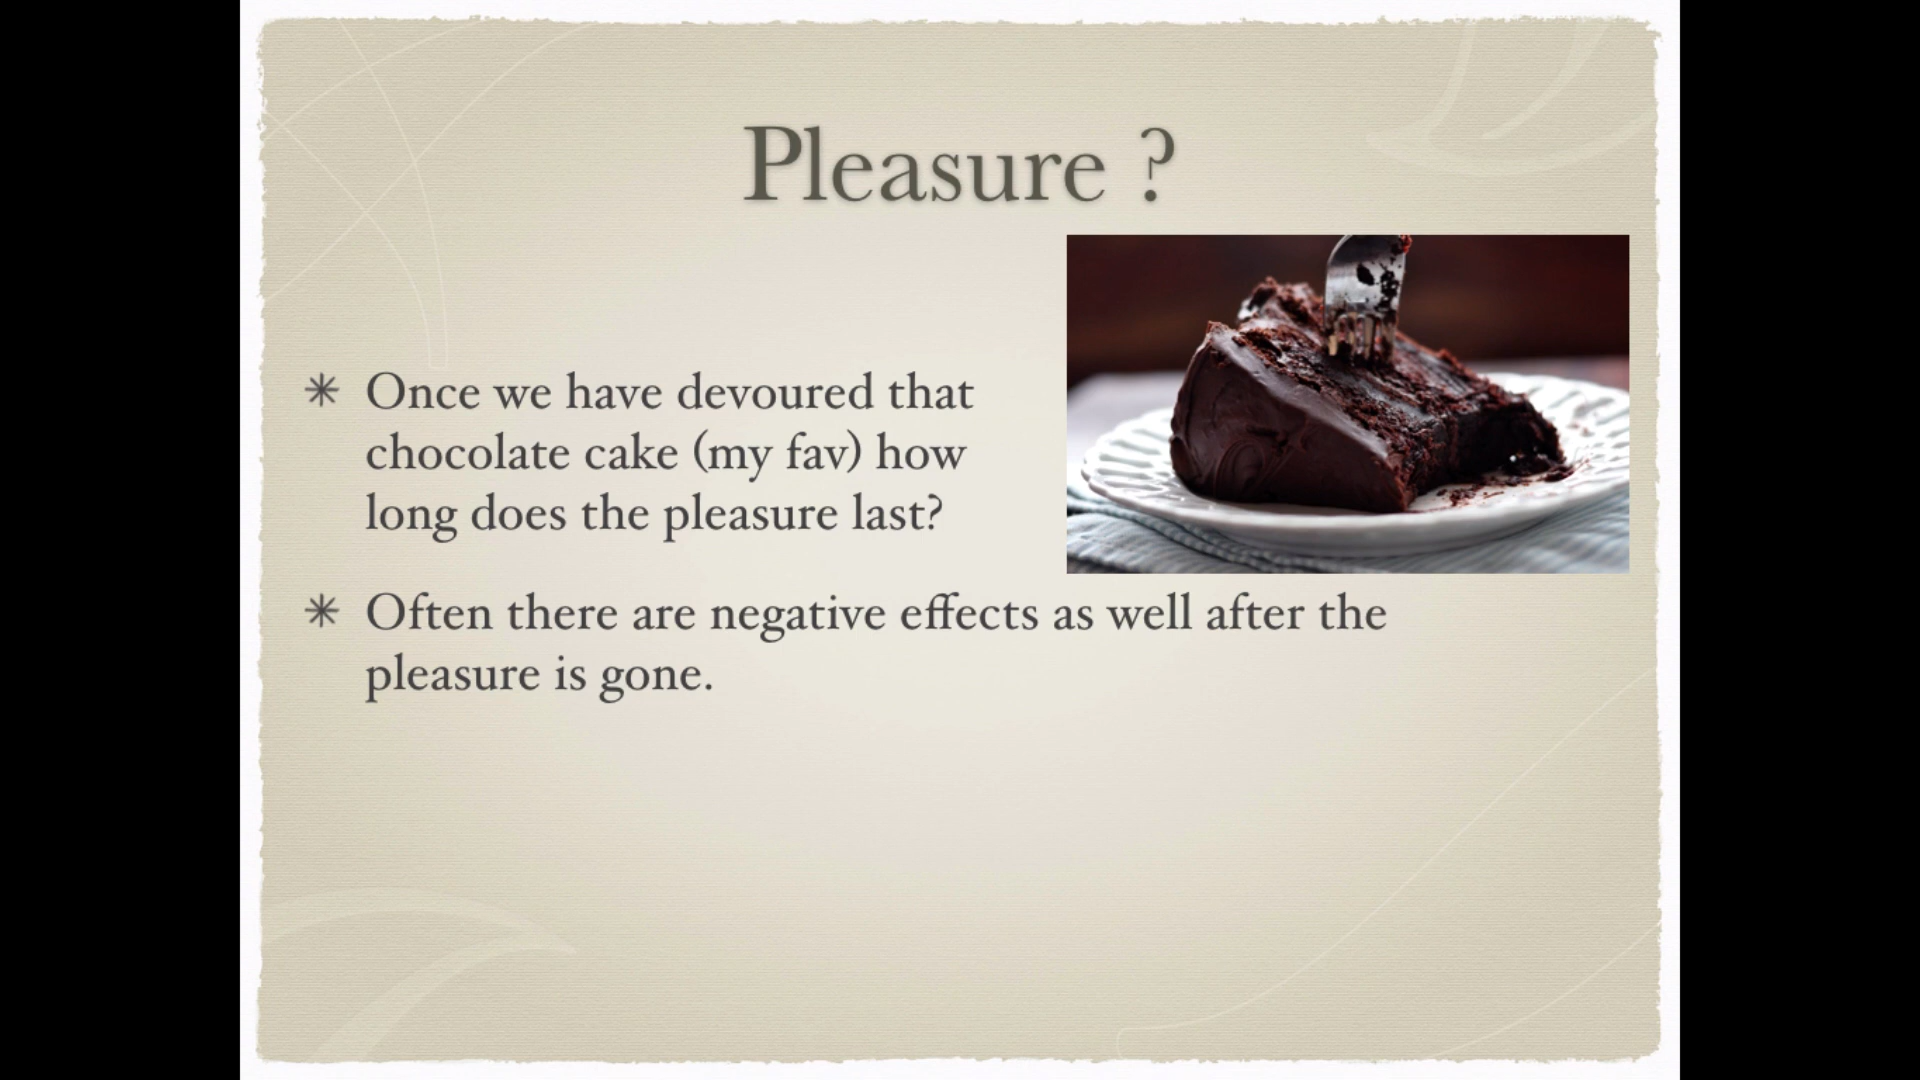 Pleasure ?
Once we have devoured that
chocolate cake (my fav) how
long does the pleasure last?
Often there are negative effects as well after the
pleasure is gone.